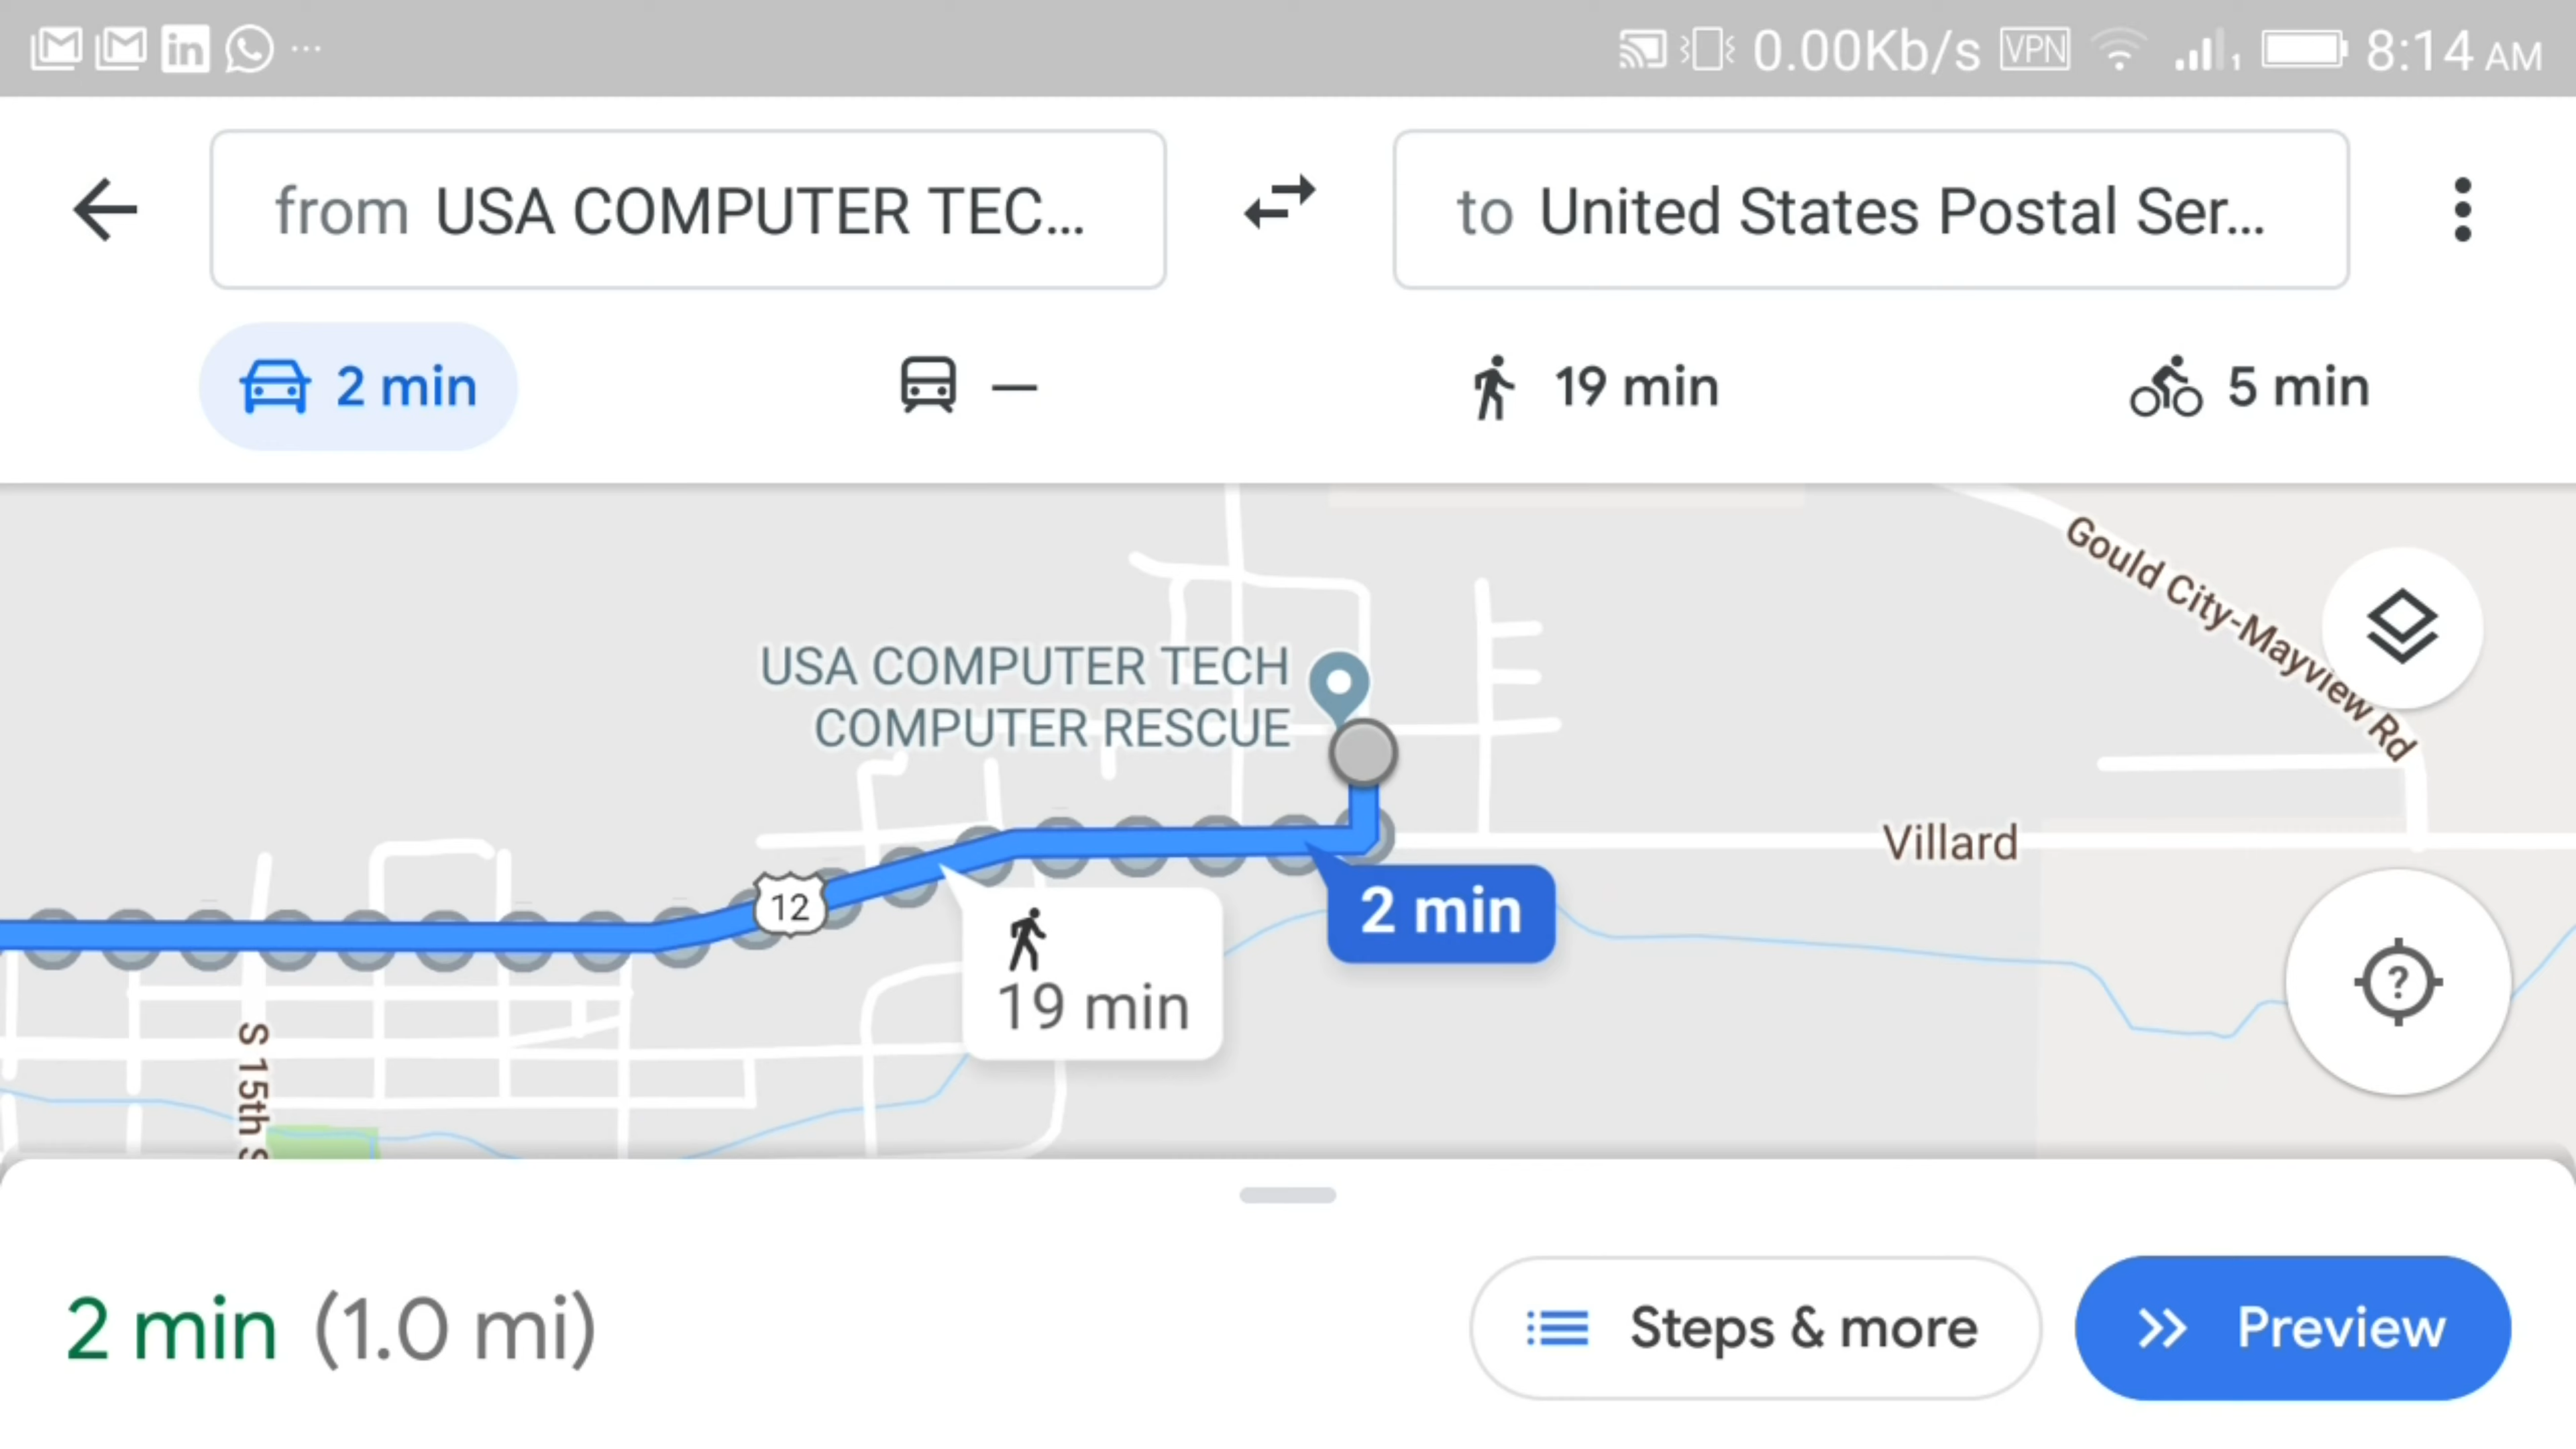 0.00Kb/s VPN 1 8:14 AM
from USA COMPUTER TEC...
to United States Postal Ser...
2 min
—
19 min
5 min
Gould City-Mayview Rd
USA COMPUTER TECH
COMPUTER RESCUE
Villard
12
2 min
19 min
?
S 15th S
2 min (1.0 mi)
Steps & more
Preview